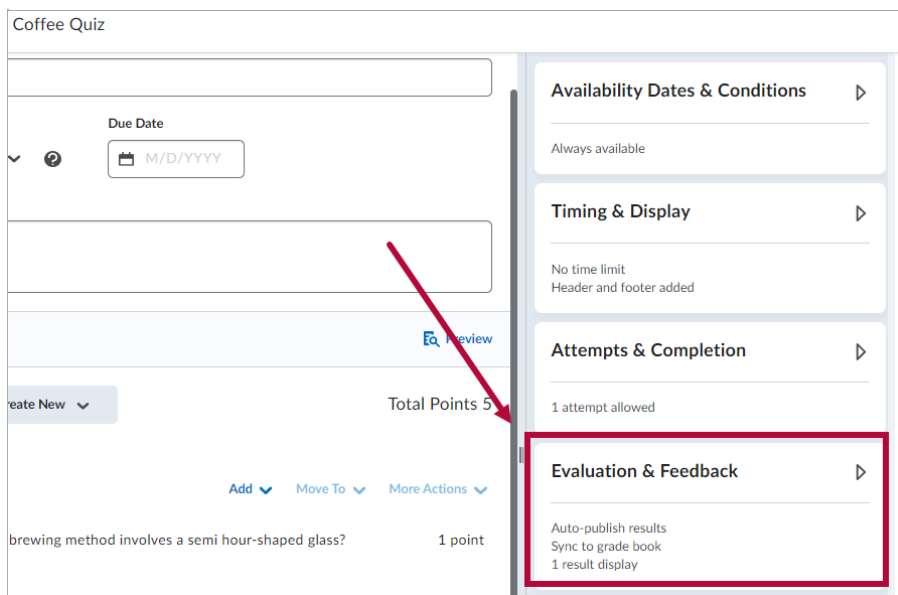 Coffee Quiz
Due Date
M/D/YYYY
Preview
reate New
Total Points 5
Add
Move To
More Actions
brewing method involves a semi hour-shaped glass?
1 point
Availability Dates & Conditions
Always available
Timing & Display
No time limit
Header and footer added
Attempts & Completion
1 attempt allowed
Evaluation & Feedback
Auto-publish results
Sync to grade book
1 result display